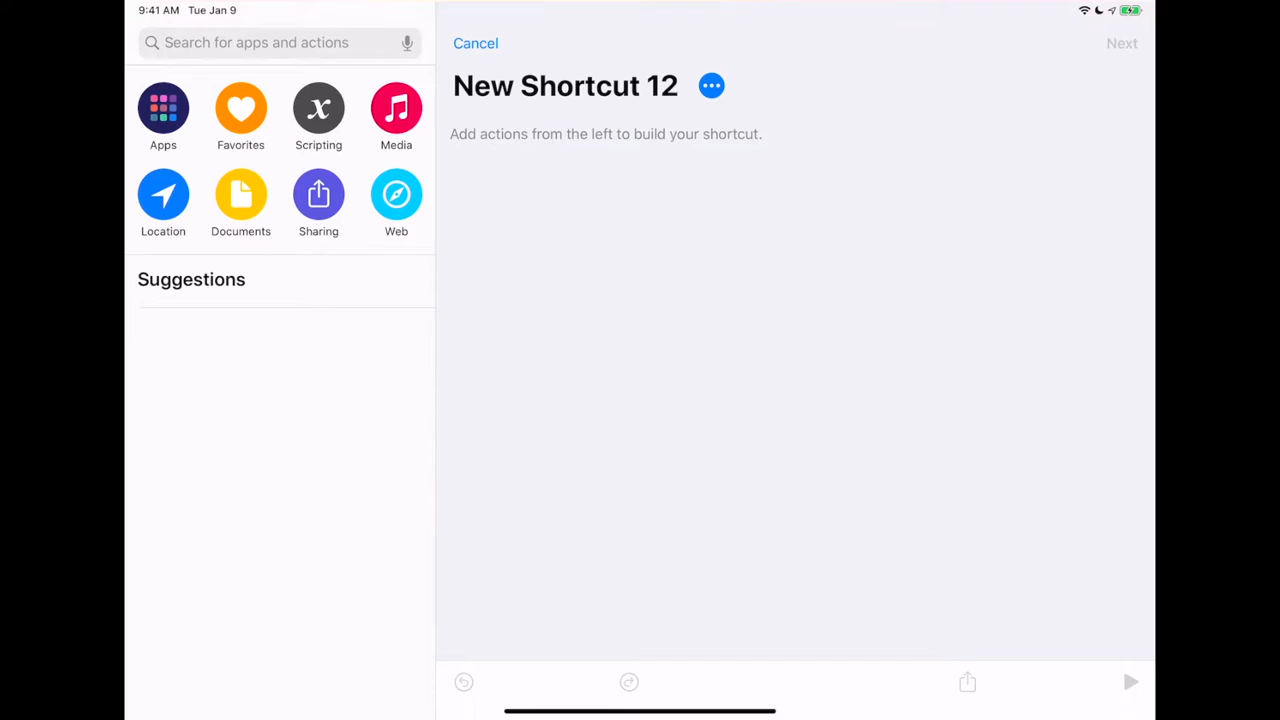 9:41 AM Tue Jan 9
Search for apps and actions
Apps
Favorites
Scripting
Media
Location
Documents
Sharing
Web
Suggestions
Cancel
Next
New Shortcut 12
Add actions from the left to build your shortcut.